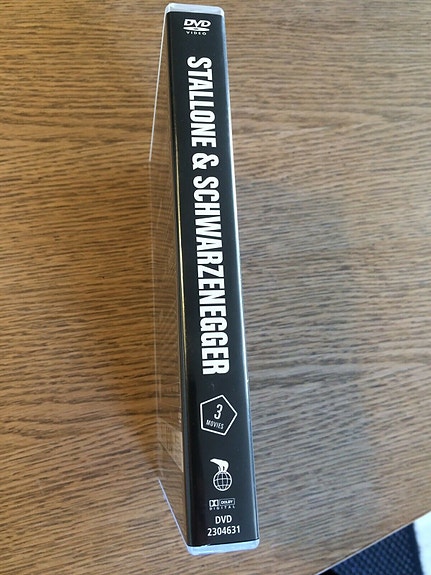 DVD
VIDEO
STALLONE & SCHWARZENEGGER
3
MOVIES
DOLBY
DIGITAL
DVD
2304631